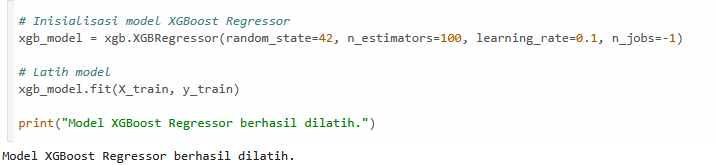 # Inisialisasi model XGBoost Regressor
xgb_model = xgb.XGBRegressor(random_state=42, n_estimators=100, learning_rate=0.1, n_jobs=-1)
# Latih model
xgb_model.fit(X_train, y_train)
print("Model XGBoost Regressor berhasil dilatih.")
Model XGBoost Regressor berhasil dilatih.